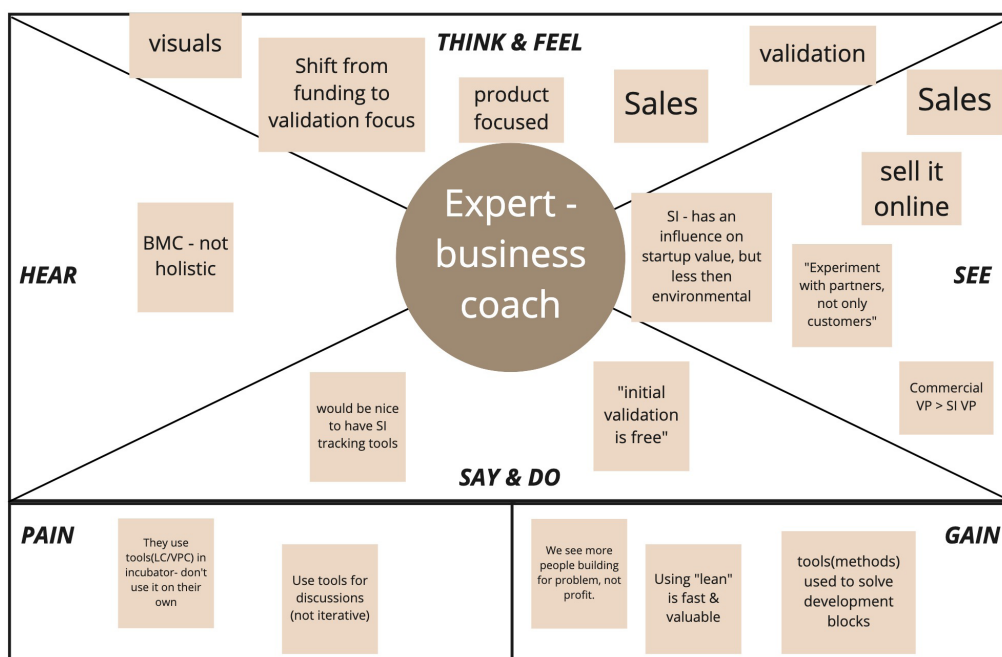 THINK & FEEL
visuals
Shift from
funding to
validation focus
product
focused
Sales
validation
Sales
sell it
online
Expert -
business
coach
HEAR
BMC - not
holistic
SI - has an
influence on
startup value, but
less then
environmental
"Experiment
with partners,
not only
customers"
SEE
Commercial
VP > SI VP
would be nice
to have SI
tracking tools
"initial
validation
is free"
SAY & DO
PAIN
They use
tools(LC/VPC) in
incubator- don't
use it on their
own
Use tools for
discussions
(not iterative)
GAIN
We see more
people building
for problem, not
profit.
Using "lean"
is fast &
valuable
tools(methods)
used to solve
development
blocks